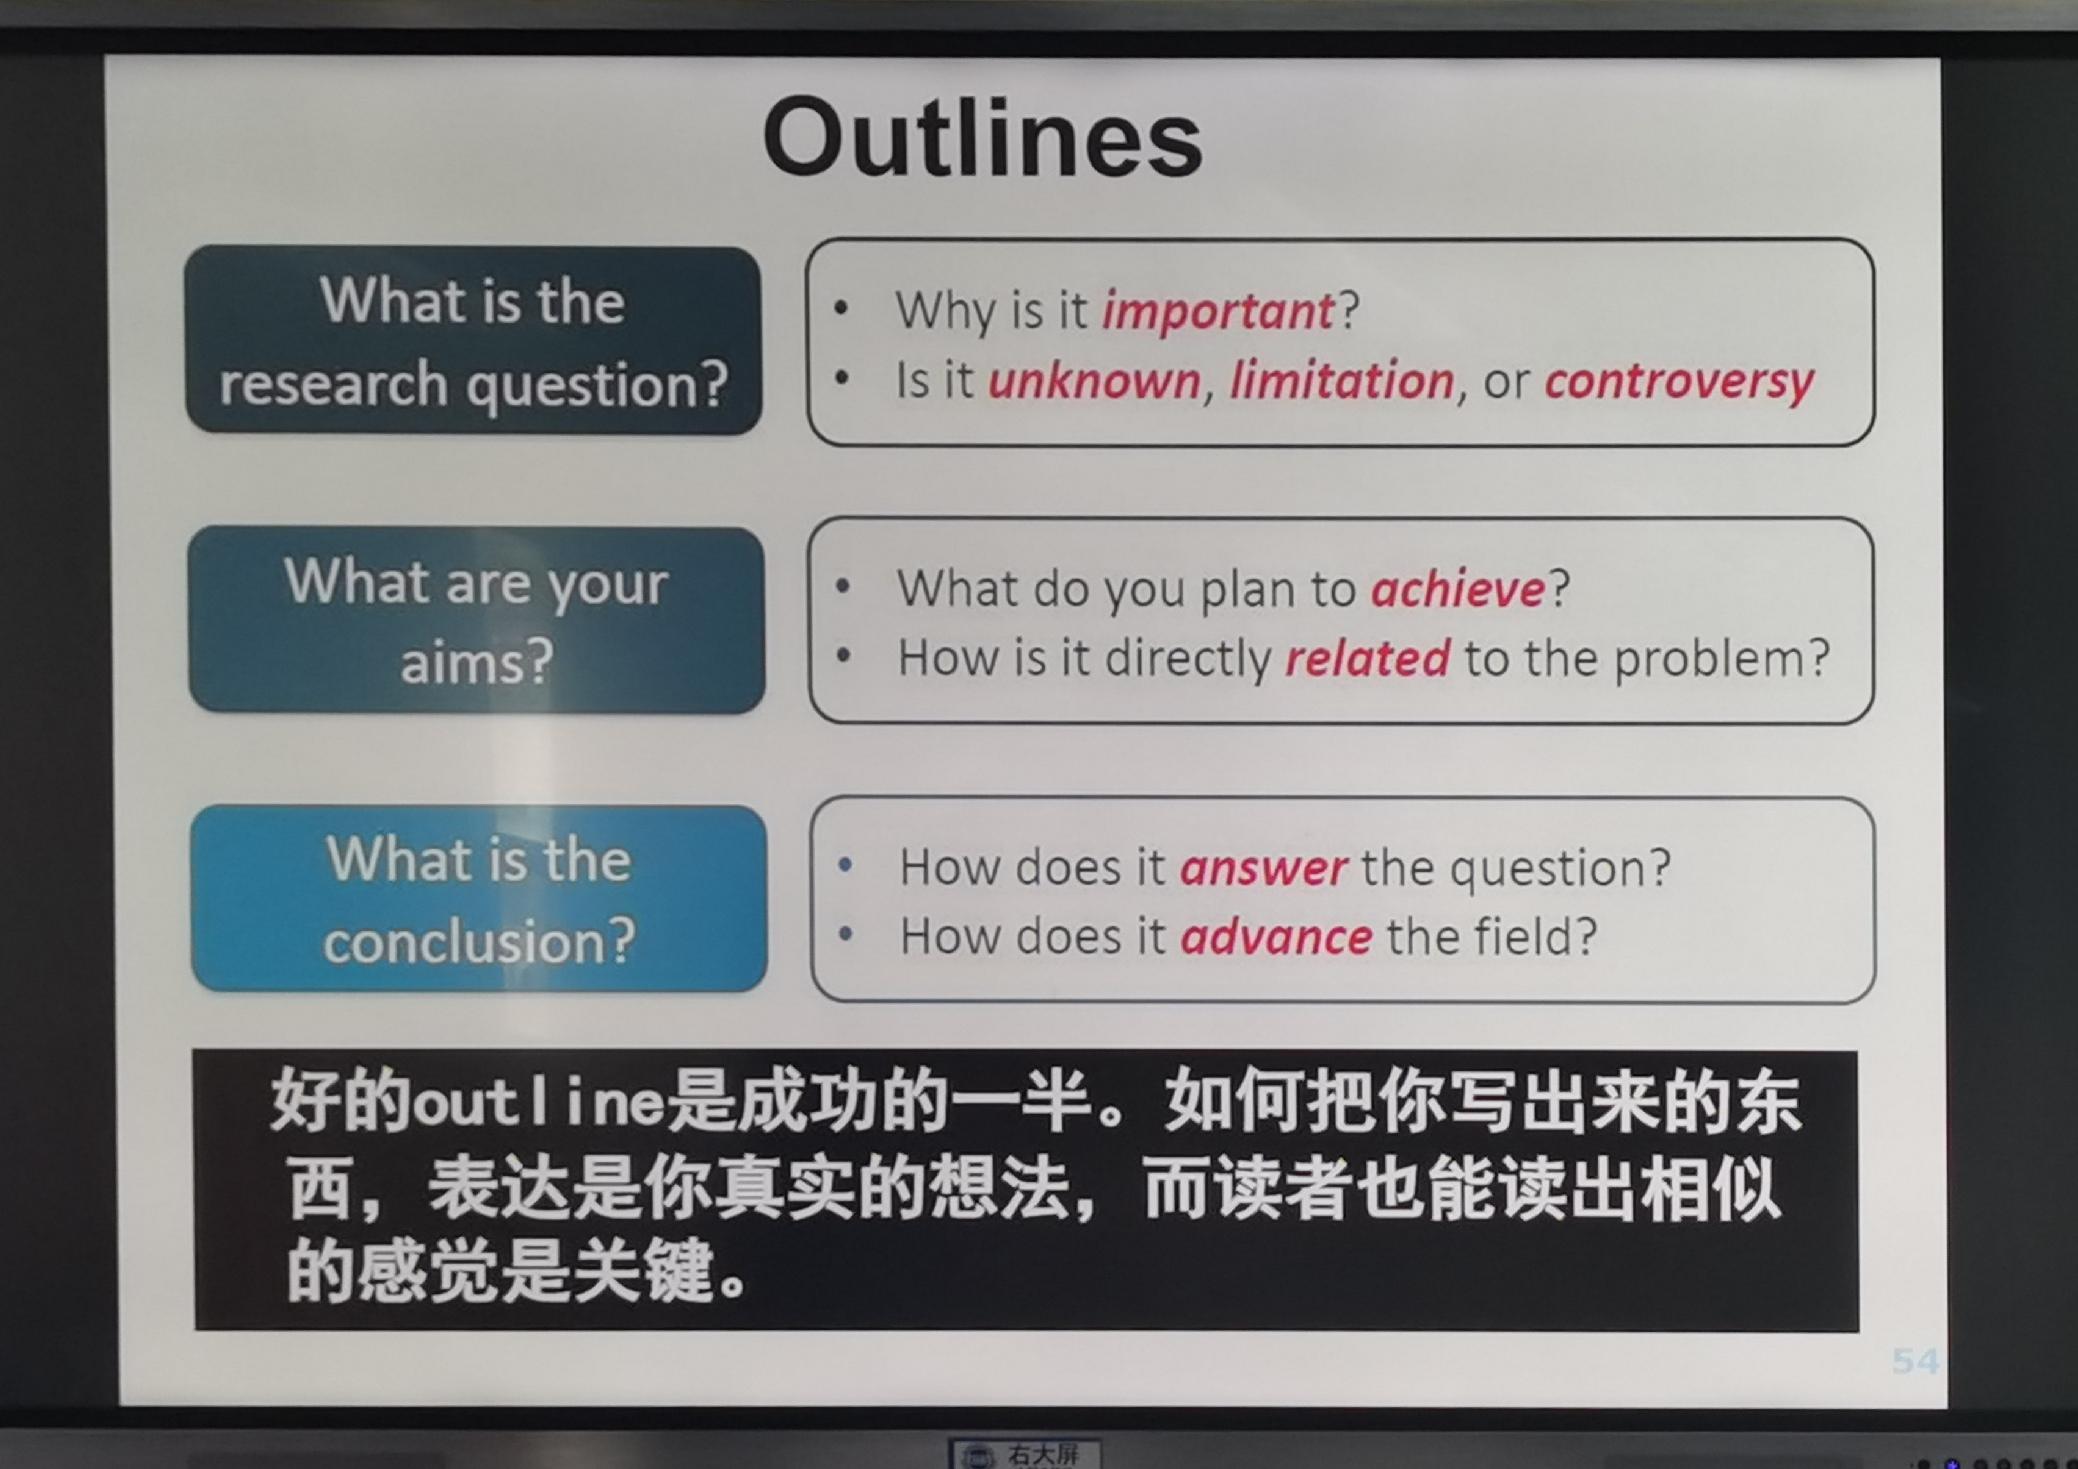 Outlines
What is the
research question?
• Why is it important?
• Is it unknown, limitation, or controversy
What are your
aims?
• What do you plan to achieve?
• How is it directly related to the problem?
What is the
conclusion?
• How does it answer the question?
• How does it advance the field?
好的outline是成功的一半。如何把你写出来的东
西，表达是你真实的想法，而读者也能读出相似
的感觉是关键。
54
右大屏